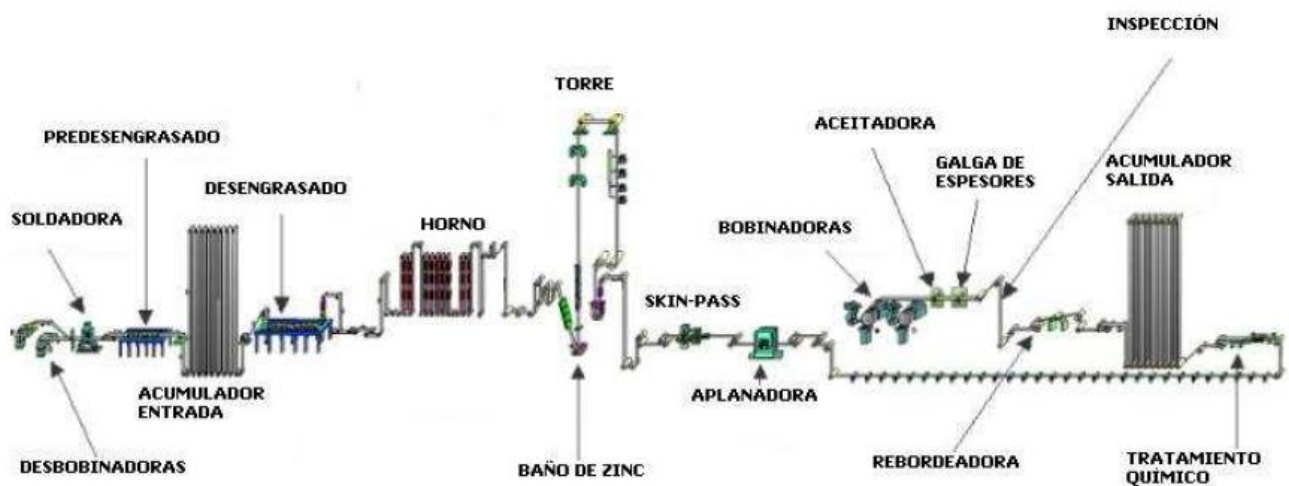 INSPECCIÓN
TORRE
PREDESENGRASADO
ACEITADORA
DESENGRASADO
GALGA DE
ESPESORES
ACUMULADOR
SALIDA
SOLDADORA
HORNO
BOBINADORAS
SKIN-PASS
ACUMULADOR
ENTRADA
APLANADORA
DESBOBINADORAS
BAÑO DE ZINC
REBORDEADORA
TRATAMIENTO
QUÍMICO